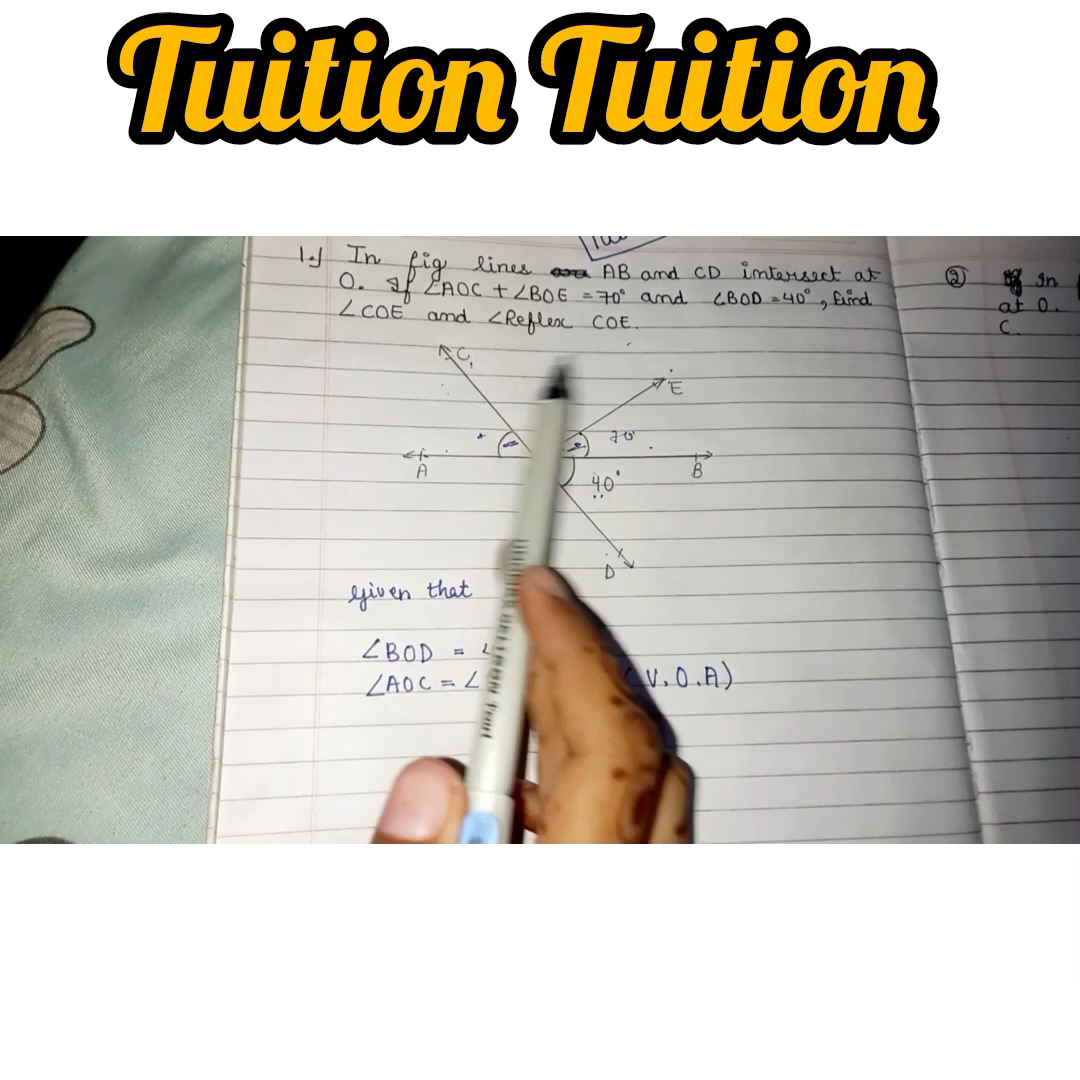 Tuition Tuition
1. In fig lines AB and CD intersect at
O. If ∠AOC + ∠BOE = 70° and ∠BOD = 40°, find
∠COE and ∠Reflex COE.
② In
at O.
C.
C
E
70°
A
B
40°
D
given that
∠BOD =
∠AOC = ∠ (V.O.A)